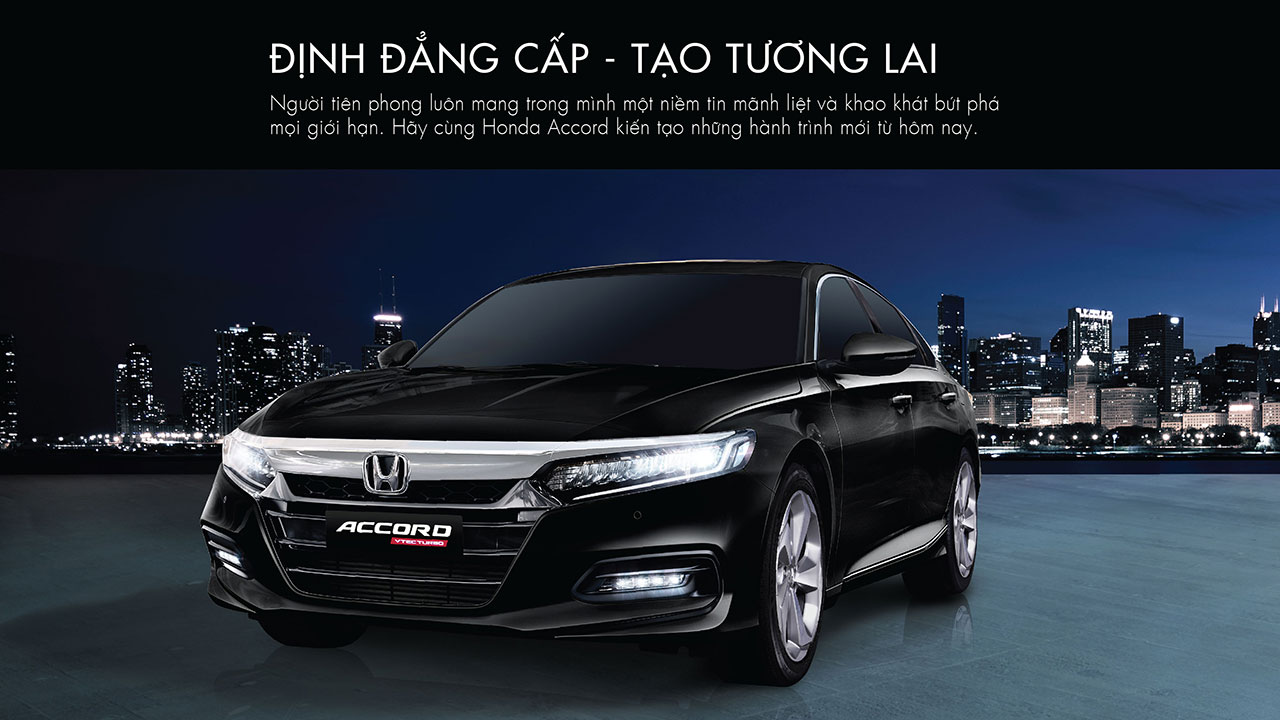 ĐỊNH ĐẲNG CẤP - TẠO TƯƠNG LAI
Người tiên phong luôn mang trong mình một niềm tin mãnh liệt và khao khát bứt phá
mọi giới hạn. Hãy cùng Honda Accord kiến tạo những hành trình mới từ hôm nay.
ACCORD
VTEC TURBO